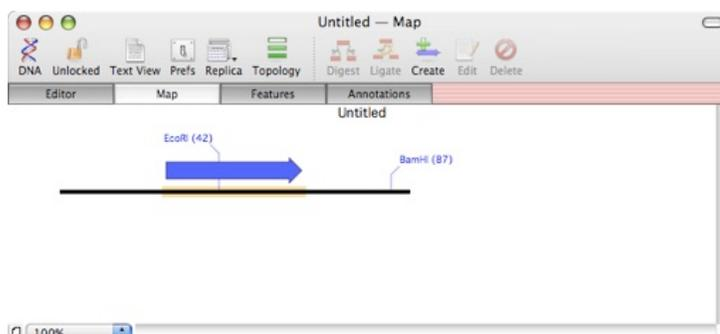 Untitled — Map
DNA Unlocked Text View Prefs Replica Topology Digest Ligate Create Edit Delete
Editor Map Features Annotations
Untitled
EcoRI (42)
BamHI (87)
100%